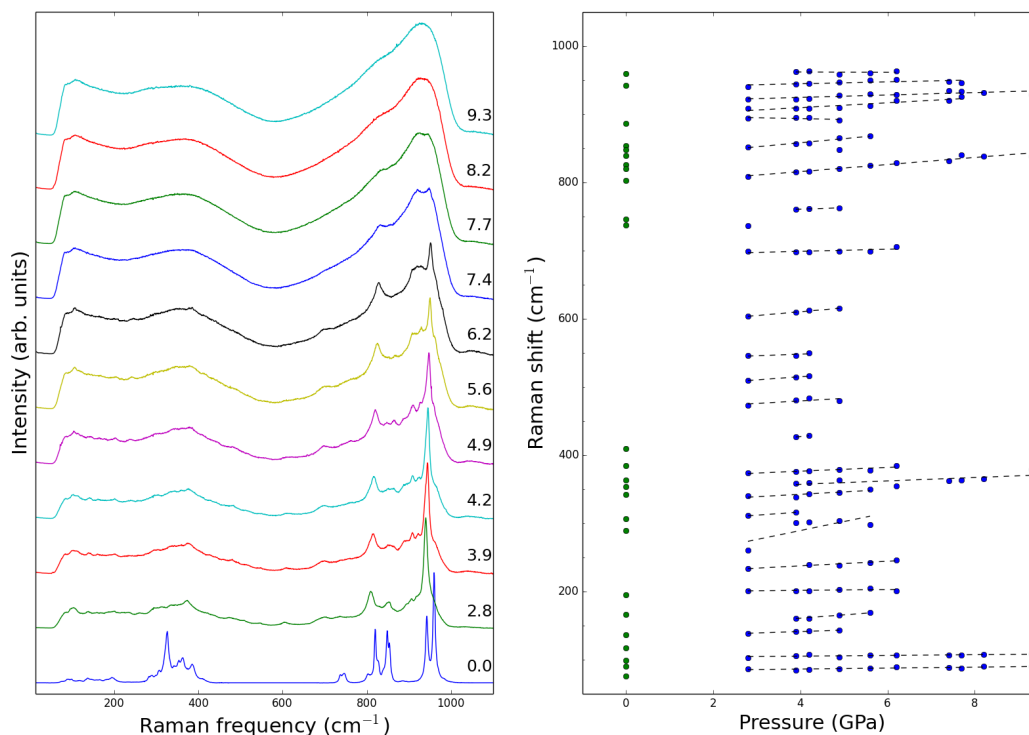 Intensity (arb. units)
9.3
8.2
7.7
7.4
6.2
5.6
4.9
4.2
3.9
2.8
0.0
200 400 600 800 1000
Raman frequency (cm⁻¹)
Raman shift (cm⁻¹)
1000
800
600
400
200
0 2 4 6 8
Pressure (GPa)